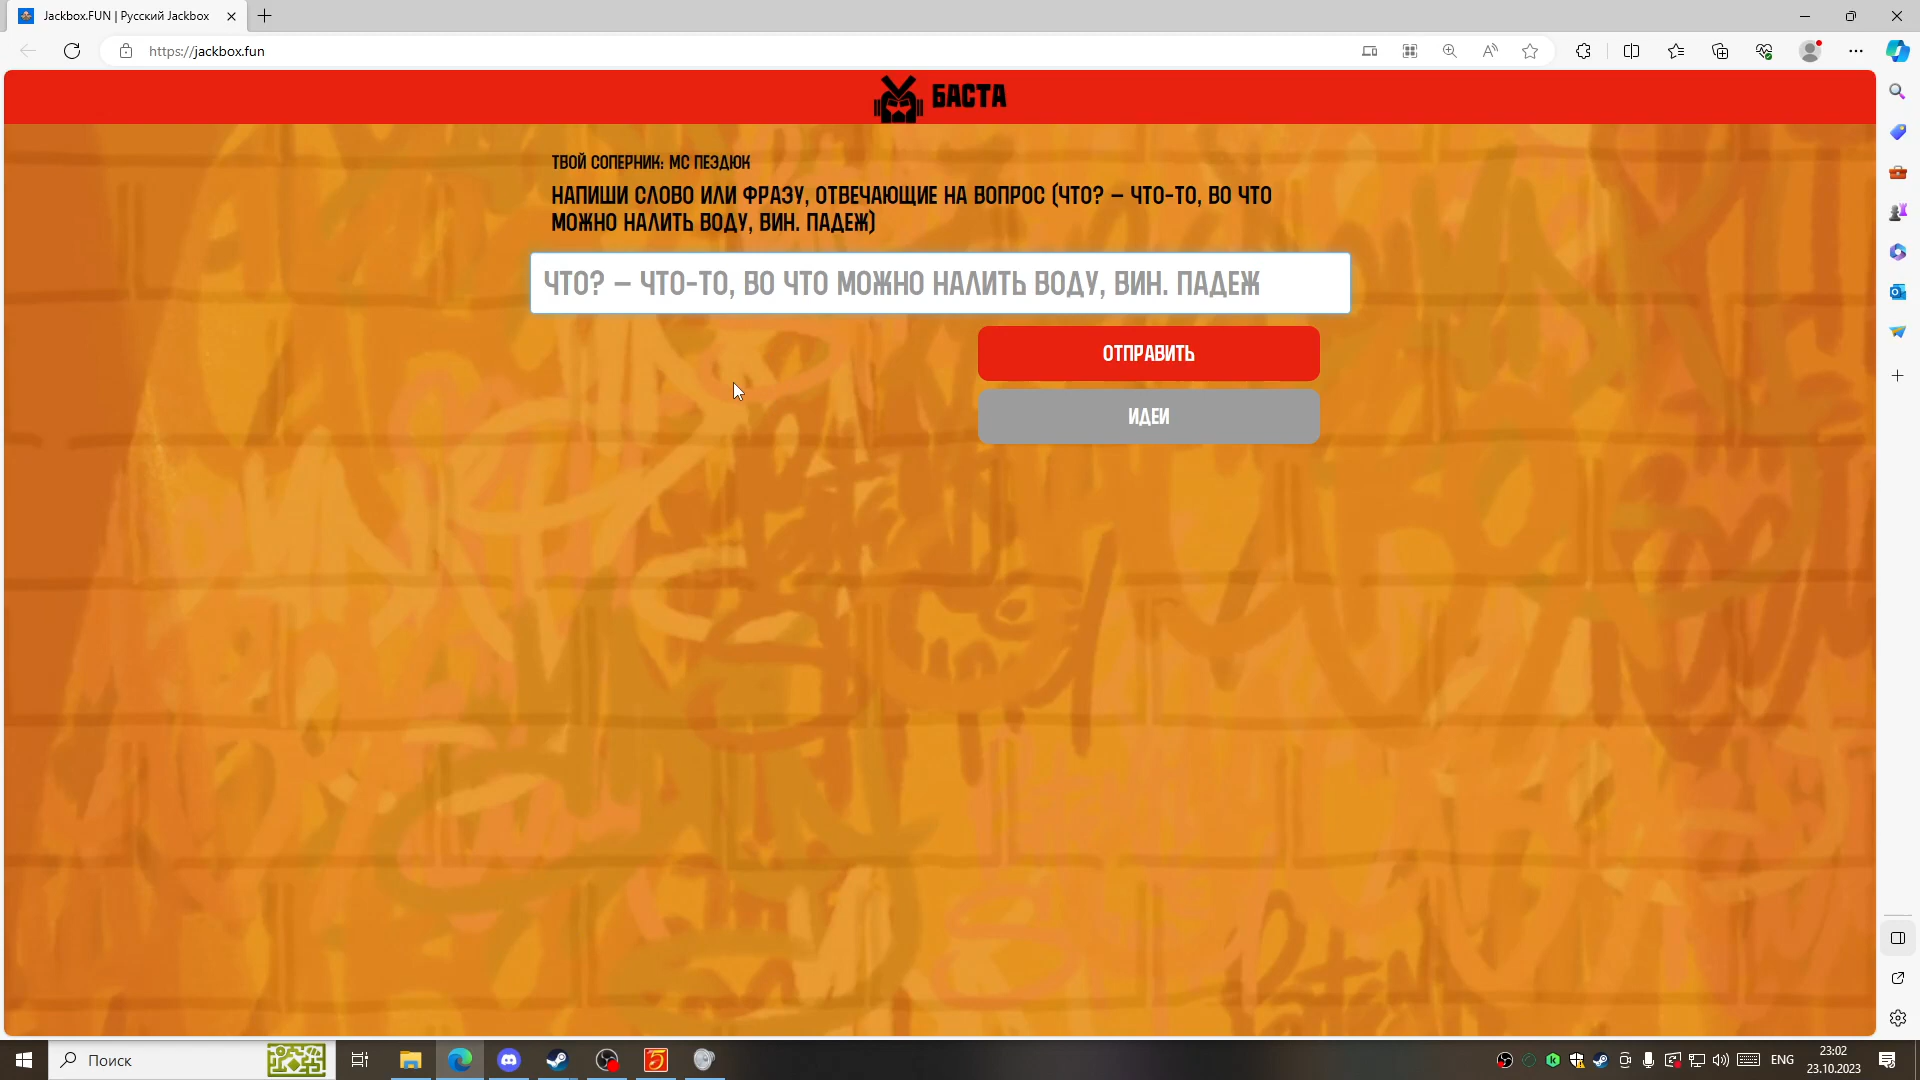 Jackbox.FUN | Русский Jackbox
https://jackbox.fun
БАСТА
ТВОЙ СОПЕРНИК: МС ПЕЗДЮК
НАПИШИ СЛОВО ИЛИ ФРАЗУ, ОТВЕЧАЮЩИЕ НА ВОПРОС (ЧТО? – ЧТО-ТО, ВО ЧТО
МОЖНО НАЛИТЬ ВОДУ, ВИН. ПАДЕЖ)
ЧТО? – ЧТО-ТО, ВО ЧТО МОЖНО НАЛИТЬ ВОДУ, ВИН. ПАДЕЖ
ОТПРАВИТЬ
ИДЕИ
Поиск
ENG
23:02
23.10.2023